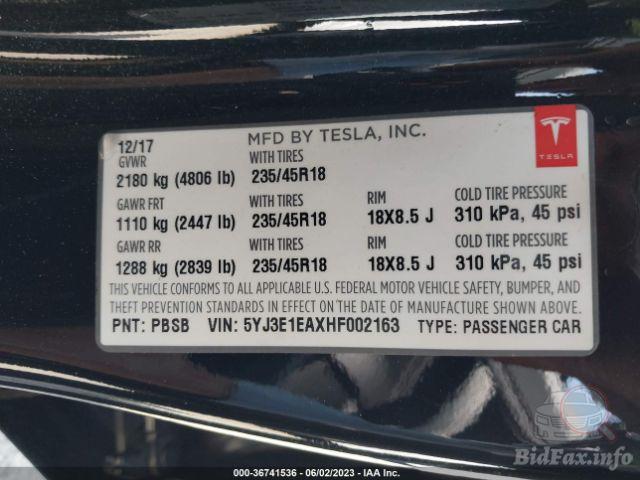 12/17 MFD BY TESLA, INC.
GVWR WITH TIRES
2180 kg (4806 lb) 235/45R18
TESLA
GAWR FRT WITH TIRES RIM COLD TIRE PRESSURE
1110 kg (2447 lb) 235/45R18 18X8.5 J 310 kPa, 45 psi
GAWR RR WITH TIRES RIM COLD TIRE PRESSURE
1288 kg (2839 lb) 235/45R18 18X8.5 J 310 kPa, 45 psi
THIS VEHICLE CONFORMS TO ALL APPLICABLE U.S. FEDERAL MOTOR VEHICLE SAFETY, BUMPER, AND
THEFT PREVENTION STANDARDS IN EFFECT ON THE DATE OF MANUFACTURE SHOWN ABOVE.
PNT: PBSB VIN: 5YJ3E1EAXHF002163 TYPE: PASSENGER CAR
BidFax.info
000-36741536 - 06/02/2023 - IAA Inc.